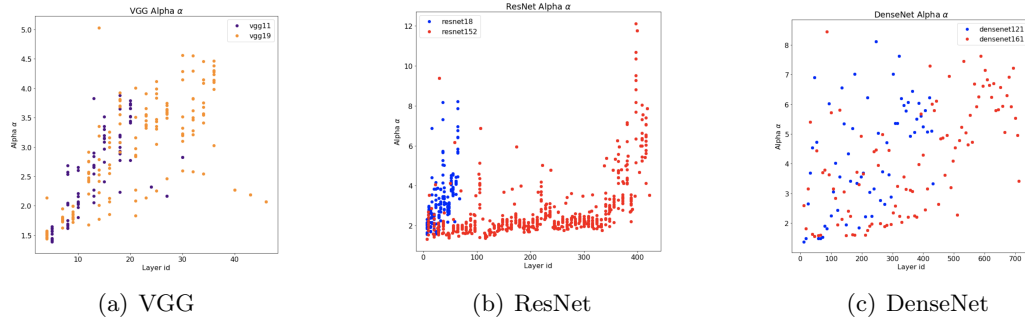 VGG Alpha α
vgg11
vgg19
5.0
4.5
4.0
3.5
3.0
2.5
2.0
1.5
Alpha α
10
20
30
40
Layer id
(a) VGG
ResNet Alpha α
resnet18
resnet152
12
10
8
6
4
2
Alpha α
0
100
200
300
400
Layer id
(b) ResNet
DenseNet Alpha α
densenet121
densenet161
8
7
6
5
4
3
2
Alpha α
0
100
200
300
400
500
600
700
Layer id
(c) DenseNet